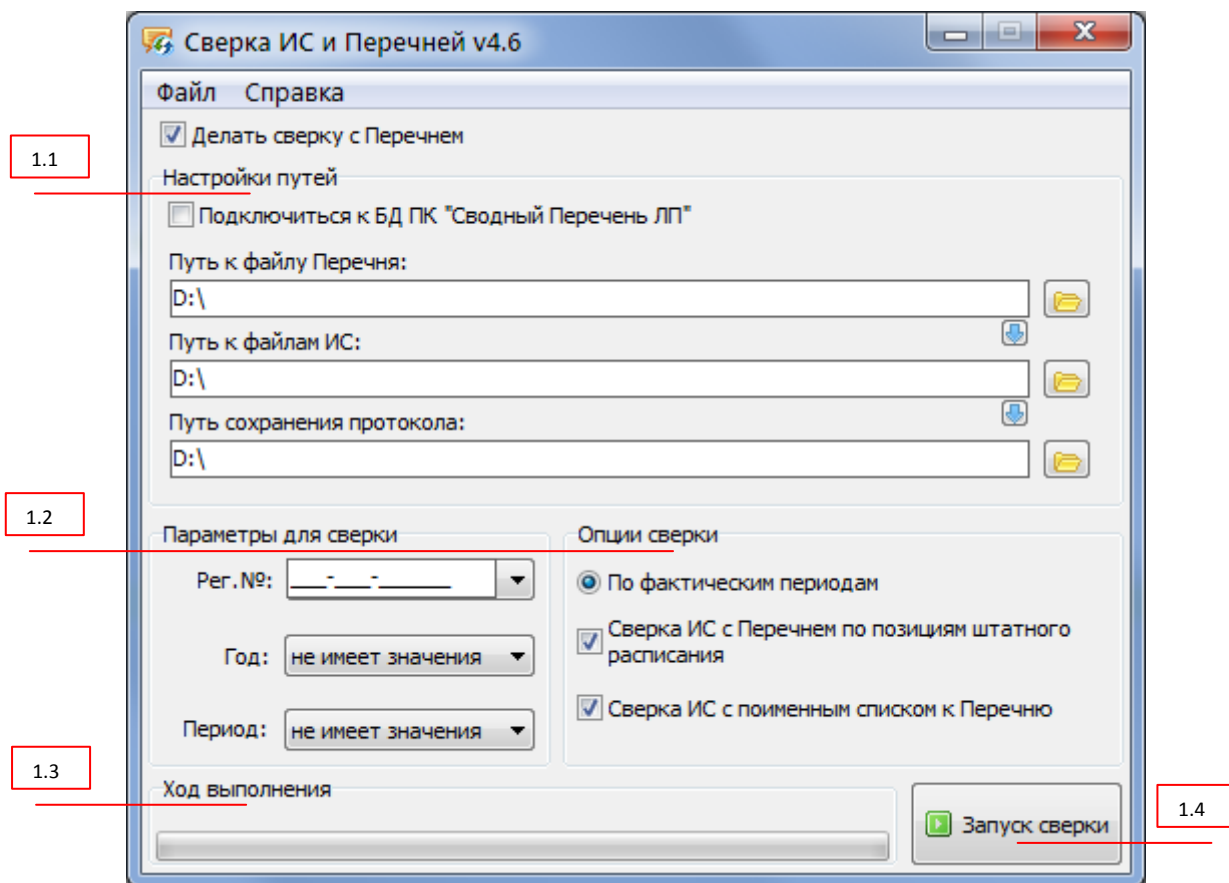 Сверка ИС и Перечней v4.6
Файл Справка
Делать сверку с Перечнем
1.1
Настройки путей
Подключиться к БД ПК "Сводный Перечень ЛП"
Путь к файлу Перечня:
D:\
Путь к файлам ИС:
D:\
Путь сохранения протокола:
D:\
1.2
Параметры для сверки
Рег.№: ___-___-______
Год: не имеет значения
Период: не имеет значения
Опции сверки
По фактическим периодам
Сверка ИС с Перечнем по позициям штатного
расписания
Сверка ИС с поименным списком к Перечню
1.3
Ход выполнения
Запуск сверки
1.4